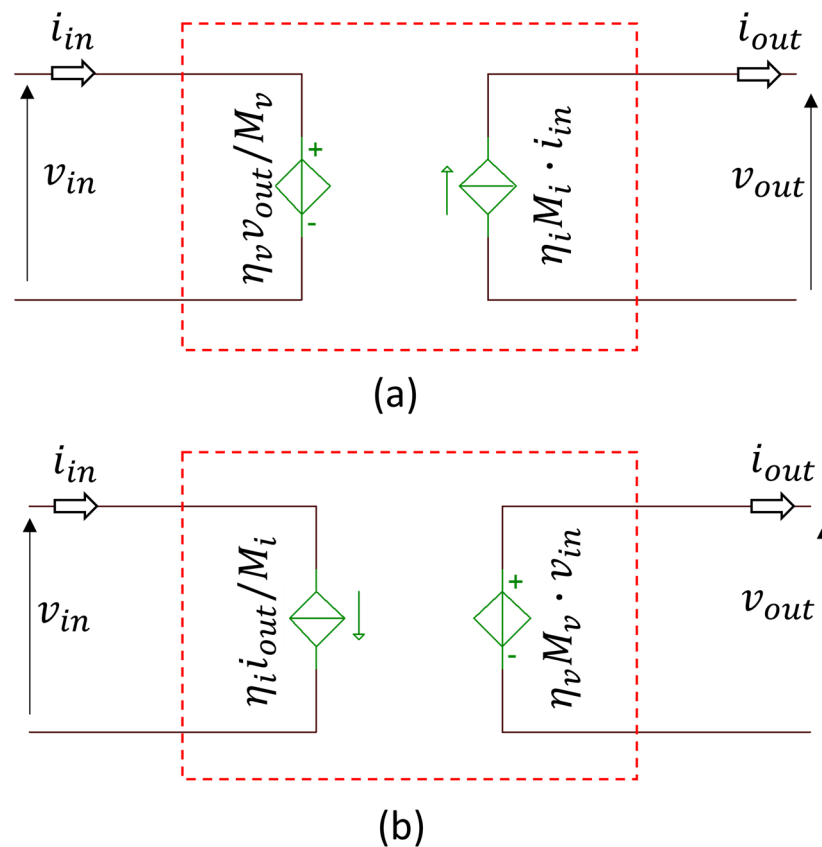 i_in i_out
+
v_in η_v v_out/M_v η_i M_i · i_in v_out
-
(a)
i_in i_out
+
v_in η_i i_out/M_i η_v M_v · v_in v_out
-
(b)